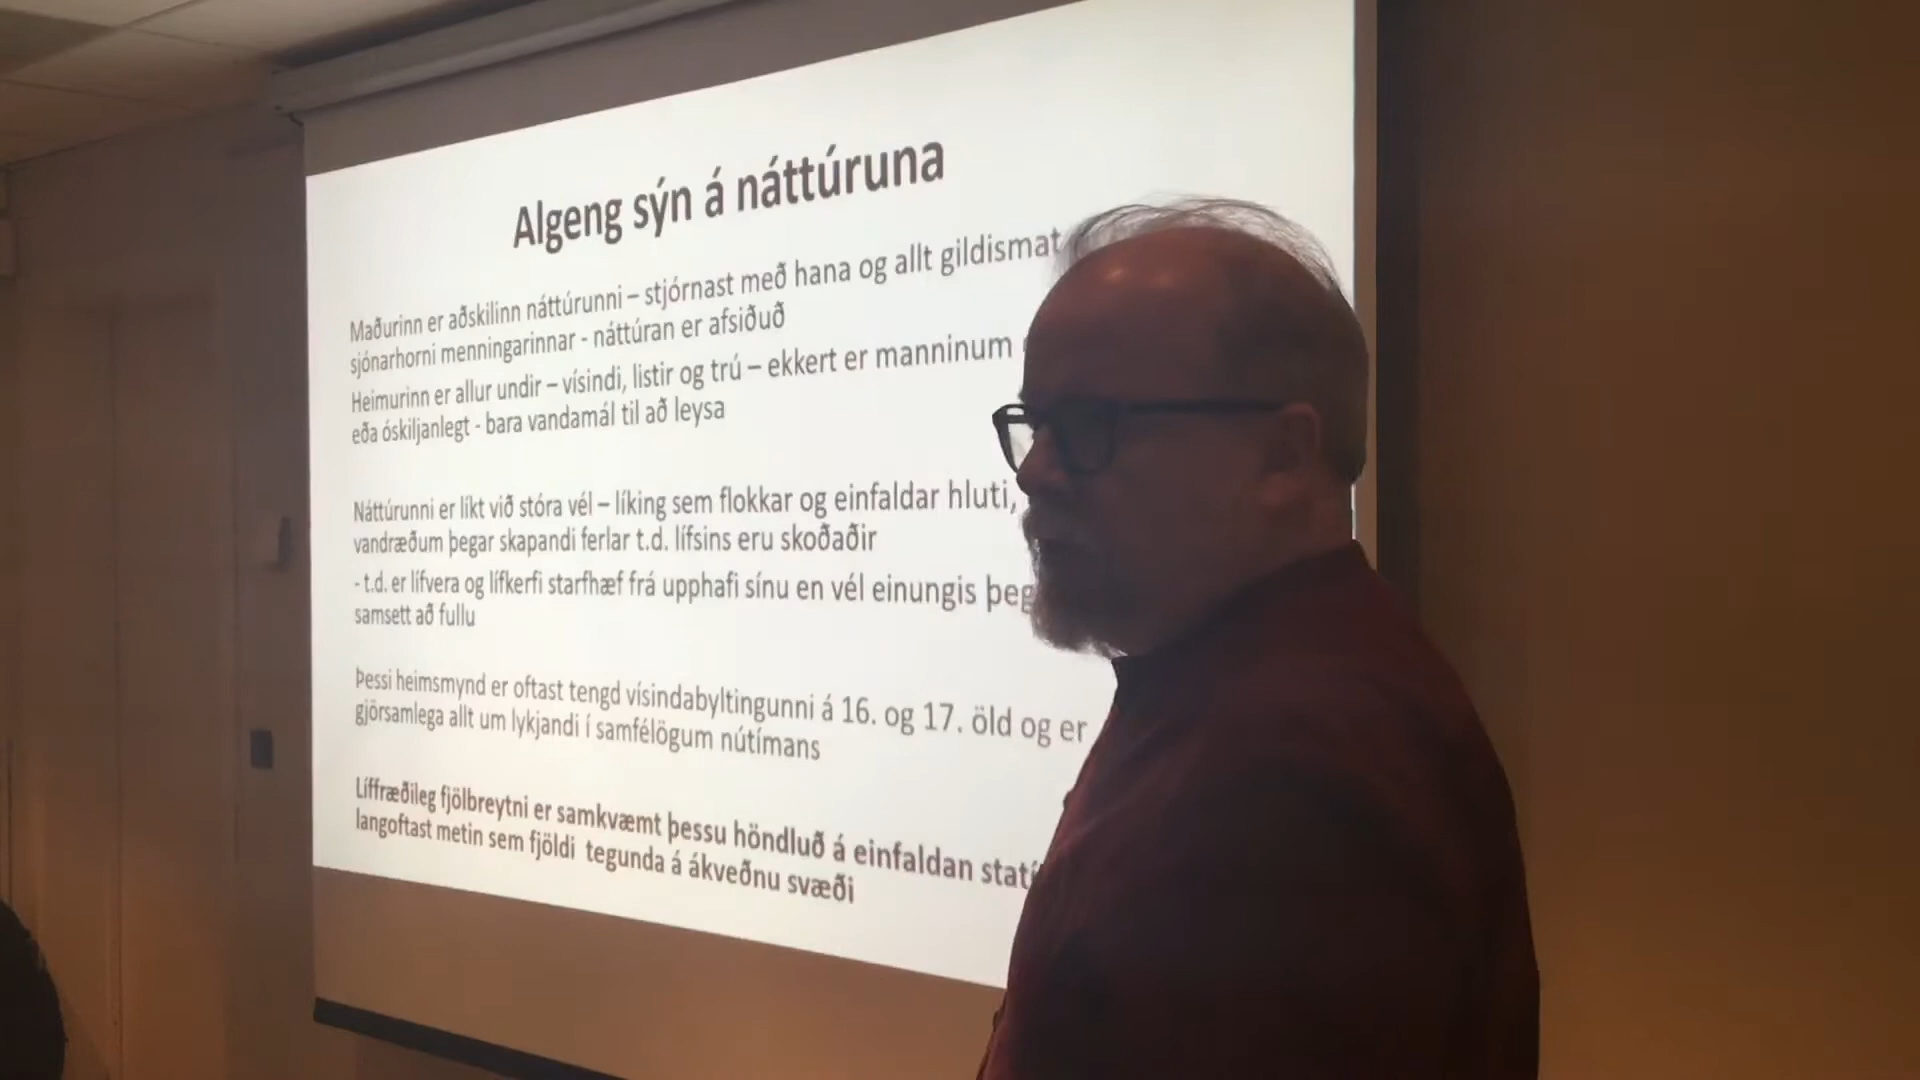 Algeng sýn á náttúruna
Maðurinn er aðskilinn náttúrunni – stjórnast með hana og allt gildismat
sjónarhorni menningarinnar - náttúran er afsiðuð
Heimurinn er allur undir – vísindi, listir og trú – ekkert er manninum
eða óskiljanlegt - bara vandamál til að leysa
Náttúrunni er líkt við stóra vél – líking sem flokkar og einfaldar hluti,
vandræðum þegar skapandi ferlar t.d. lífsins eru skoðaðir
- t.d. er lífvera og lífkerfi starfhæf frá upphafi sínu en vél einungis þeg
samsett að fullu
Þessi heimsmynd er oftast tengd vísindabyltingunni á 16. og 17. öld og er
gjörsamlega allt um lykjandi í samfélögum nútímans
Líffræðileg fjölbreytni er samkvæmt þessu höndluð á einfaldan statí
langoftast metin sem fjöldi tegunda á ákveðnu svæði